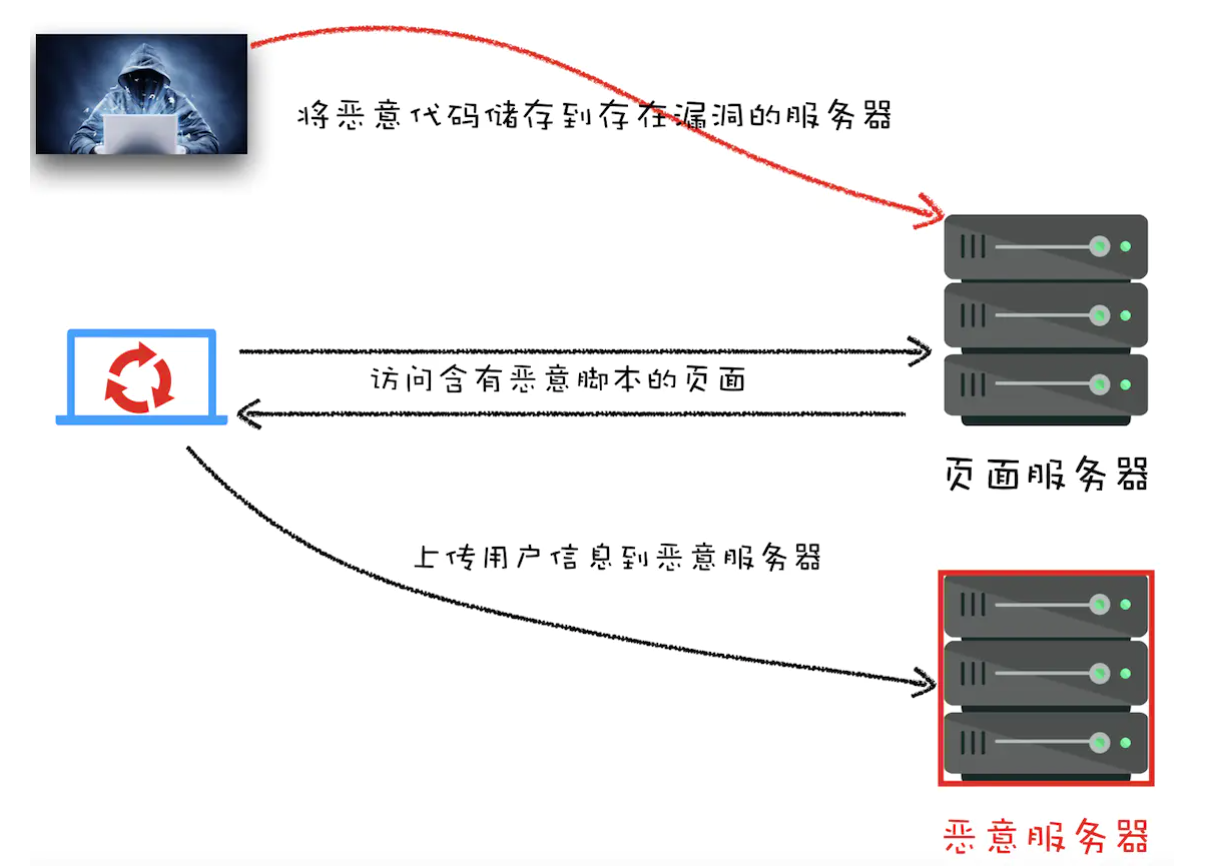 将恶意代码储存到存在漏洞的服务器
访问含有恶意脚本的页面
页面服务器
上传用户信息到恶意服务器
恶意服务器